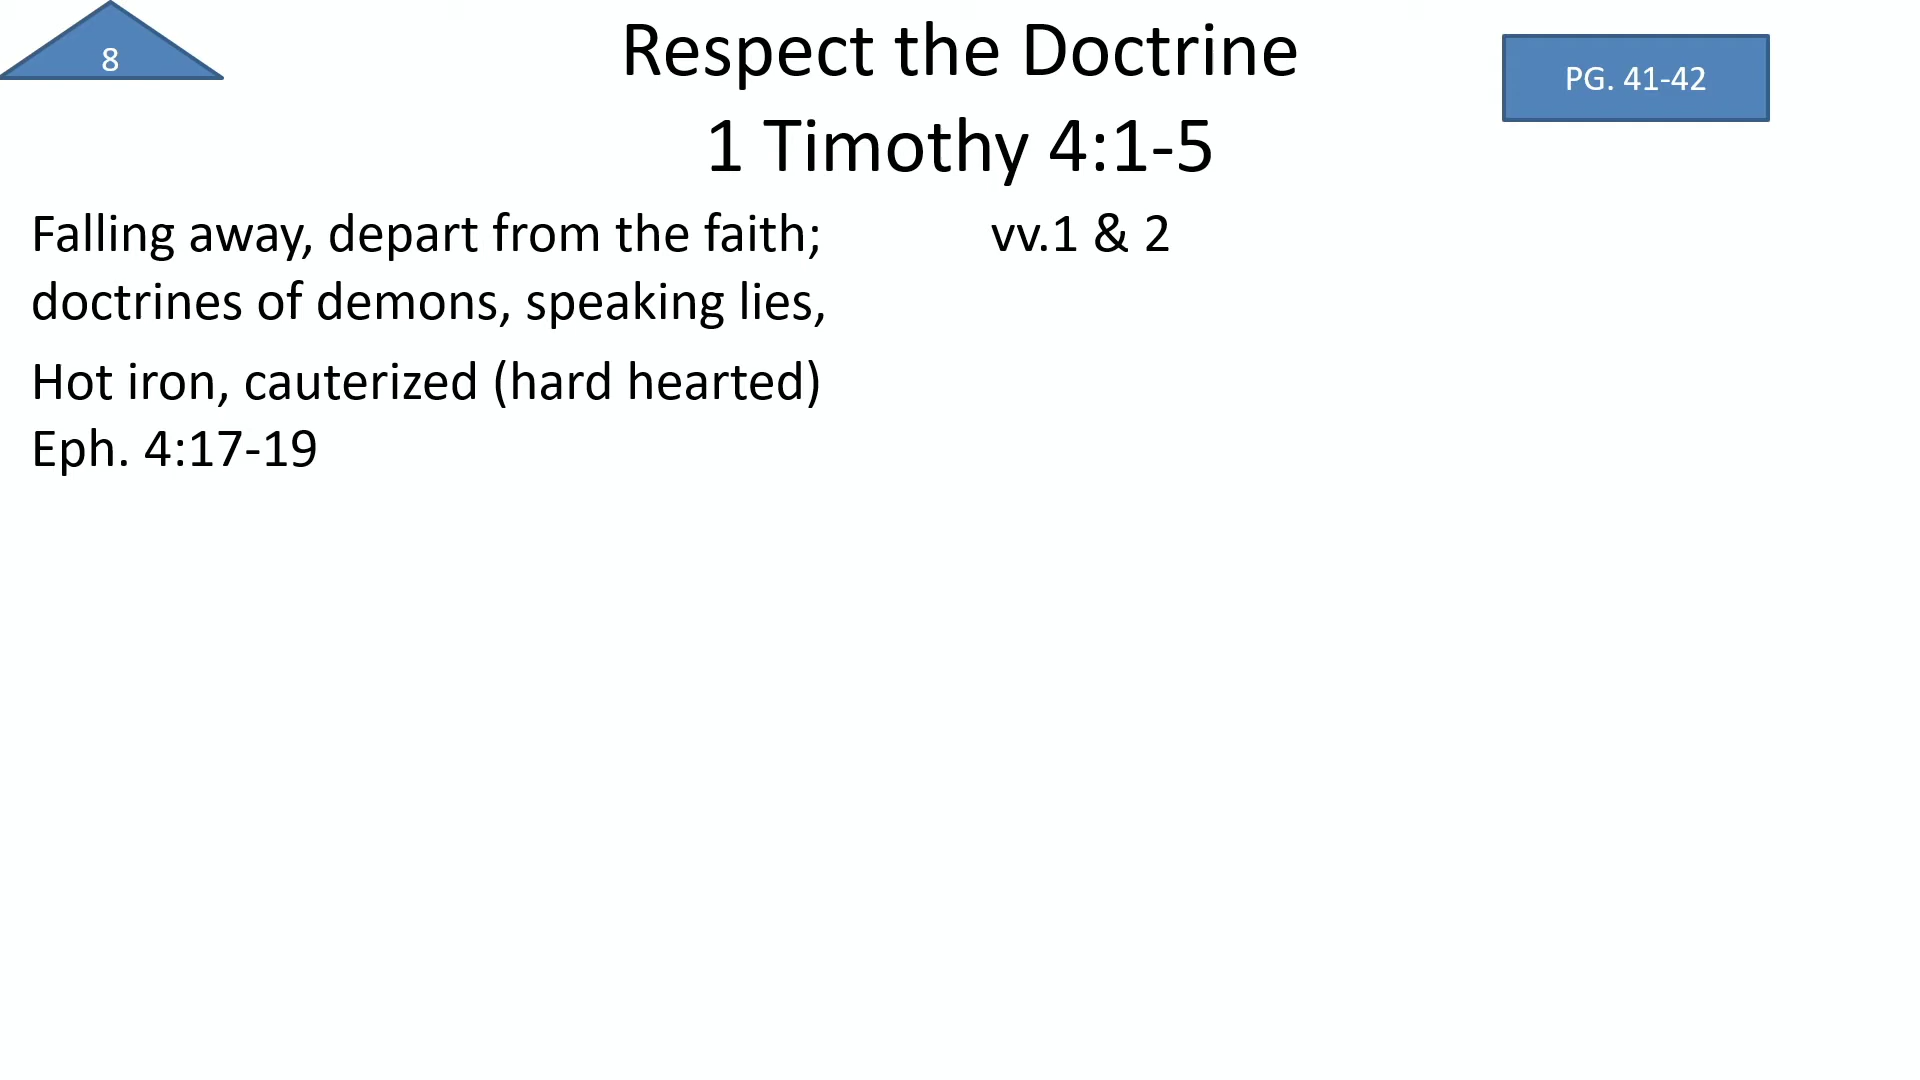 8
Respect the Doctrine
PG. 41-42
1 Timothy 4:1-5
Falling away, depart from the faith; vv.1 & 2
doctrines of demons, speaking lies,
Hot iron, cauterized (hard hearted)
Eph. 4:17-19